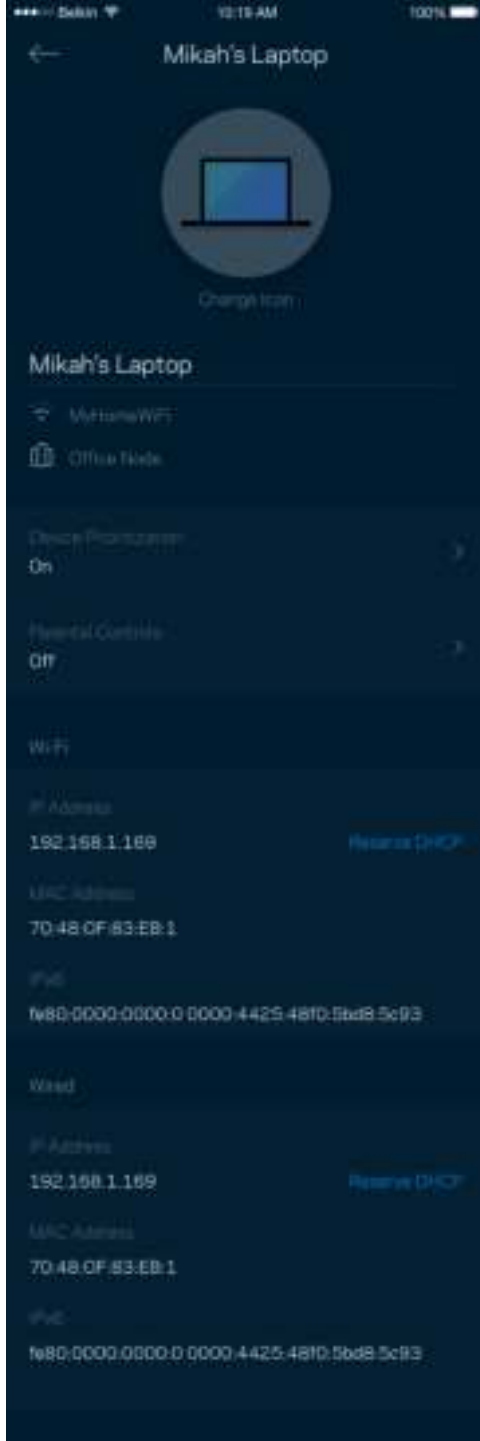 Belkin 10:19 AM 100%
Mikah's Laptop
Change Icon
Mikah's Laptop
MyHomeWiFi
Office Node
Device Prioritization
On
Parental Controls
Off
Wi-Fi
IP Address
192.168.1.169 Reserve DHCP
MAC Address
70:48:0F:83:EB:1
IPv6
fe80:0000:0000:0:0000:4425:48f0:5bd8:5c93
Wired
IP Address
192.168.1.169 Reserve DHCP
MAC Address
70:48:0F:83:EB:1
IPv6
fe80:0000:0000:0:0000:4425:48f0:5bd8:5c93